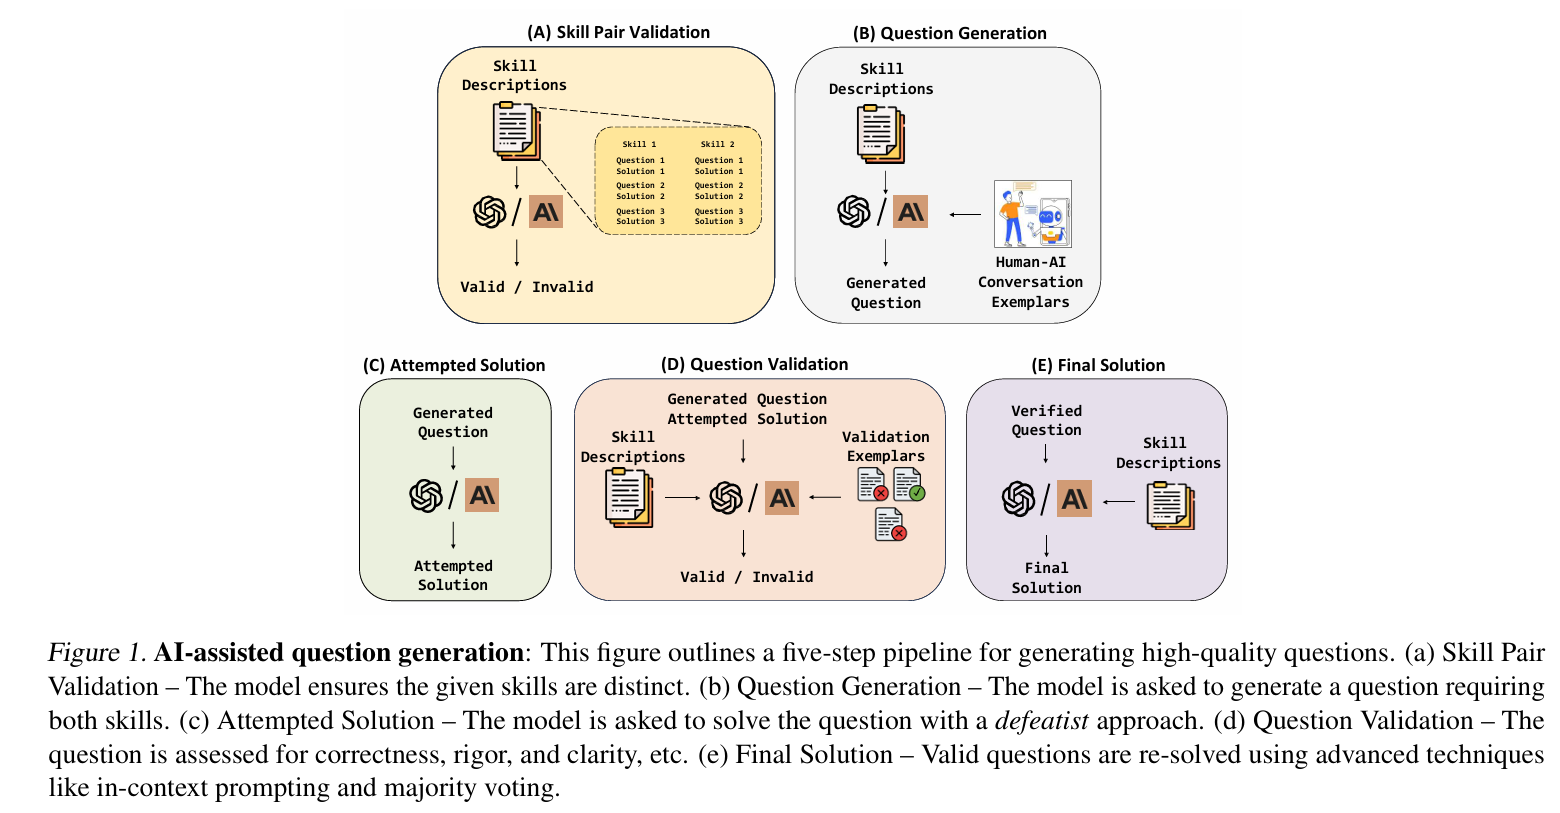 (A) Skill Pair Validation
Skill
Descriptions
Skill 1 Skill 2
Question 1 Question 1
Solution 1 Solution 1
Question 2 Question 2
Solution 2 Solution 2
Question 3 Question 3
Solution 3 Solution 3
/ A\
Valid / Invalid
(B) Question Generation
Skill
Descriptions
/ A\
Human-AI
Conversation
Exemplars
Generated
Question
(C) Attempted Solution
Generated
Question
/ A\
Attempted
Solution
(D) Question Validation
Generated Question
Attempted Solution
Skill
Descriptions
Validation
Exemplars
/ A\
Valid / Invalid
(E) Final Solution
Verified
Question
Skill
Descriptions
/ A\
Final
Solution
Figure 1. AI-assisted question generation: This figure outlines a five-step pipeline for generating high-quality questions. (a) Skill Pair
Validation – The model ensures the given skills are distinct. (b) Question Generation – The model is asked to generate a question requiring
both skills. (c) Attempted Solution – The model is asked to solve the question with a defeatist approach. (d) Question Validation – The
question is assessed for correctness, rigor, and clarity, etc. (e) Final Solution – Valid questions are re-solved using advanced techniques
like in-context prompting and majority voting.